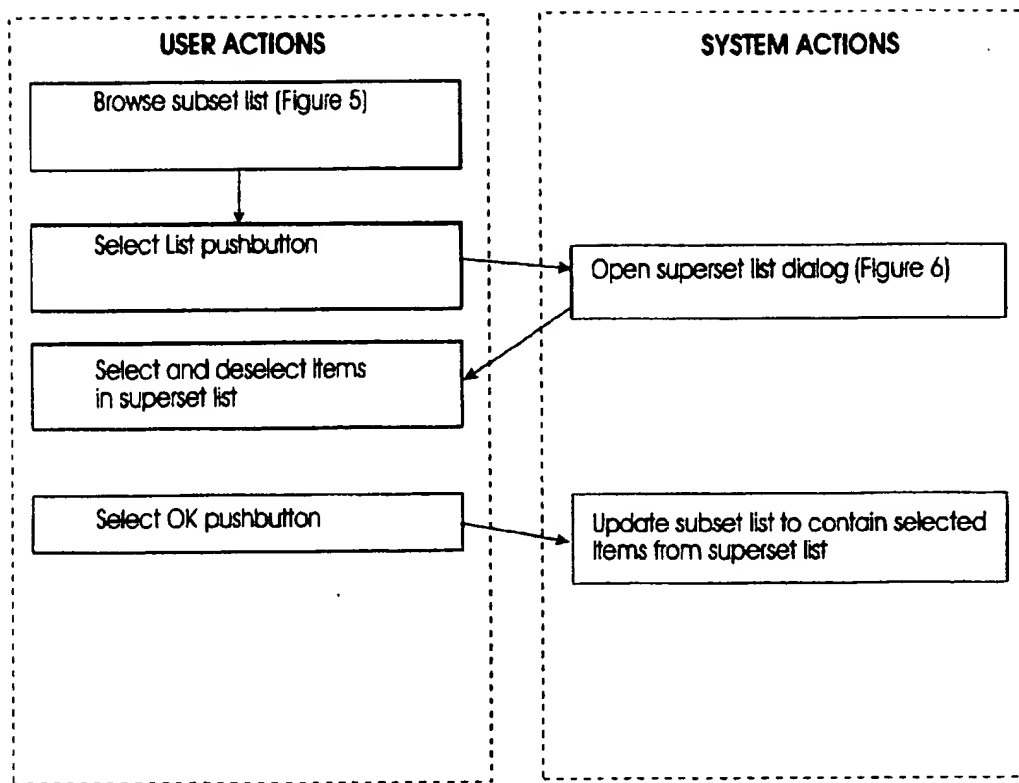 USER ACTIONS
Browse subset list (Figure 5)
Select List pushbutton
Select and deselect items
in superset list
Select OK pushbutton
SYSTEM ACTIONS
Open superset list dialog (Figure 6)
Update subset list to contain selected
items from superset list